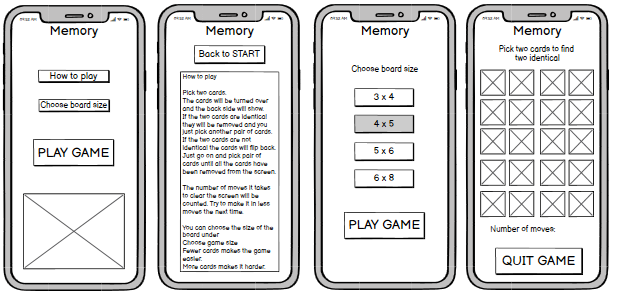 Memory
How to play
Choose board size
PLAY GAME
Memory
Back to START
How to play
Pick two cards.
The cards will be turned over
and the back side will show.
If the two cards are identical
they will be removed and you
just pick another pair of cards.
If the two cards are not
identical the cards will flip back.
Just go on and pick pair of
cards until all the cards have
been removed from the screen.
The number of moves it takes
to clear the screen will be
counted. Try to make it in less
moves the next time.
You can choose the size of the
board under
Choose game size
Fewer cards makes the game
easier.
More cards makes it harder.
Memory
Choose board size
3 x 4
4 x 5
5 x 6
6 x 8
PLAY GAME
Memory
Pick two cards to find
two identical
Number of moves:
QUIT GAME